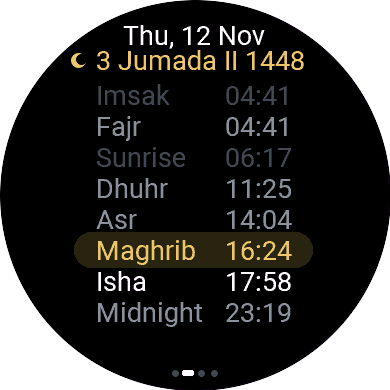 Thu, 12 Nov
3 Jumada II 1448
Imsak 04:41
Fajr 04:41
Sunrise 06:17
Dhuhr 11:25
Asr 14:04
Maghrib 16:24
Isha 17:58
Midnight 23:19